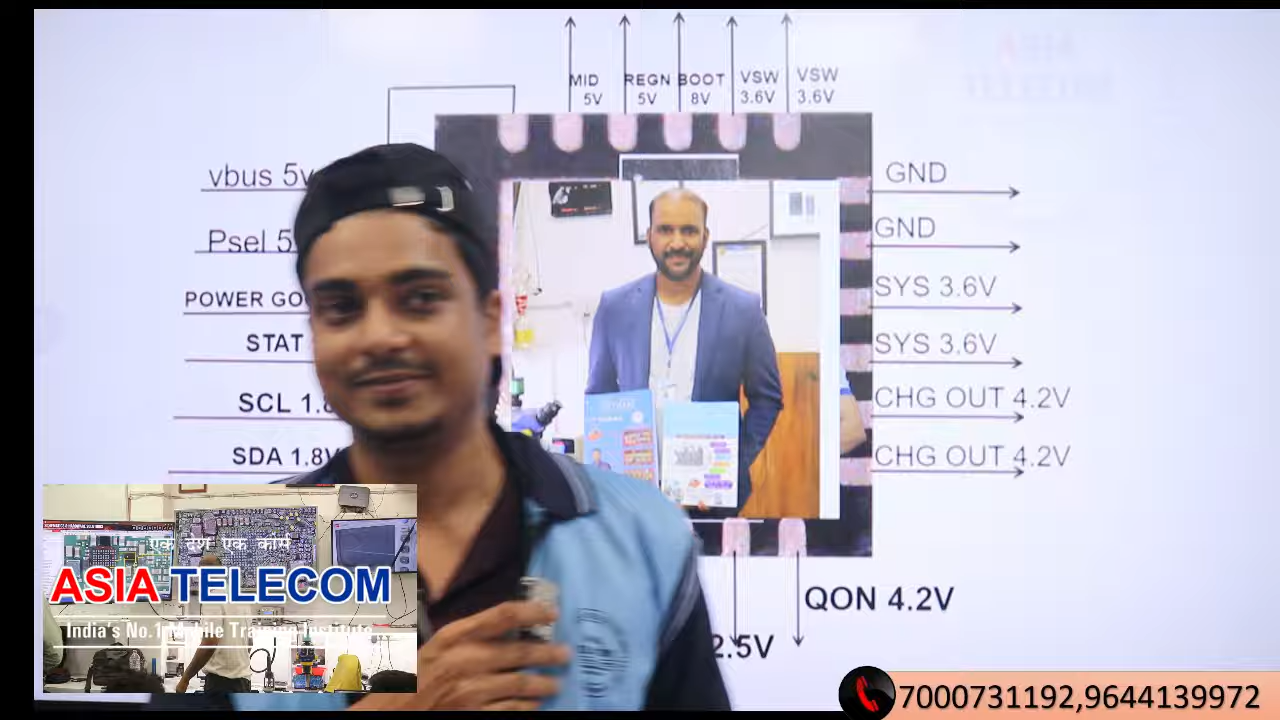 MID REGN BOOT VSW VSW
5V 5V 8V 3.6V 3.6V
vbus 5v
GND
Psel 5
GND
POWER GO
SYS 3.6V
STAT
SYS 3.6V
SCL 1.8
CHG OUT 4.2V
SDA 1.8V
CHG OUT 4.2V
एक देश एक कोर्स
ASIA TELECOM
India's No.1 Mobile Training Institute
QON 4.2V
2.5V
7000731192,9644139972